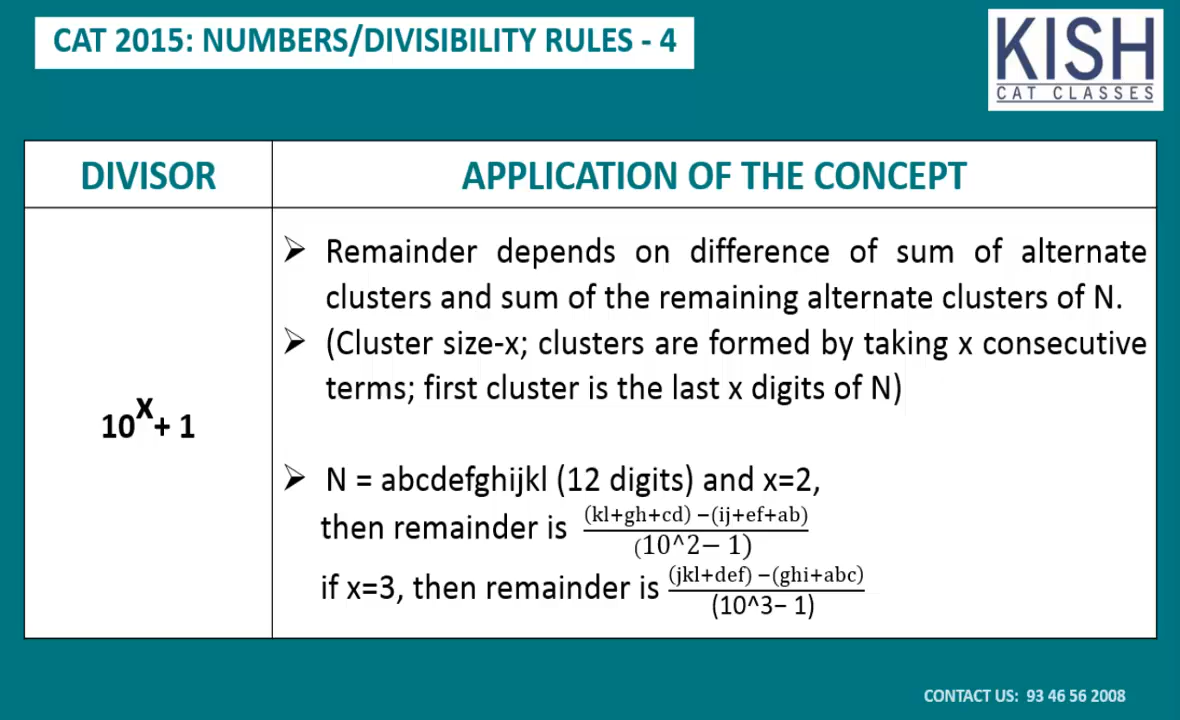 CAT 2015: NUMBERS/DIVISIBILITY RULES - 4
KISH
CAT CLASSES
DIVISOR
APPLICATION OF THE CONCEPT
10^x + 1
➢ Remainder depends on difference of sum of alternate
clusters and sum of the remaining alternate clusters of N.
➢ (Cluster size-x; clusters are formed by taking x consecutive
terms; first cluster is the last x digits of N)
➢ N = abcdefghijkl (12 digits) and x=2,
then remainder is (kl+gh+cd) −(ij+ef+ab)
(10^2− 1)
if x=3, then remainder is (jkl+def) −(ghi+abc)
(10^3− 1)
CONTACT US: 93 46 56 2008